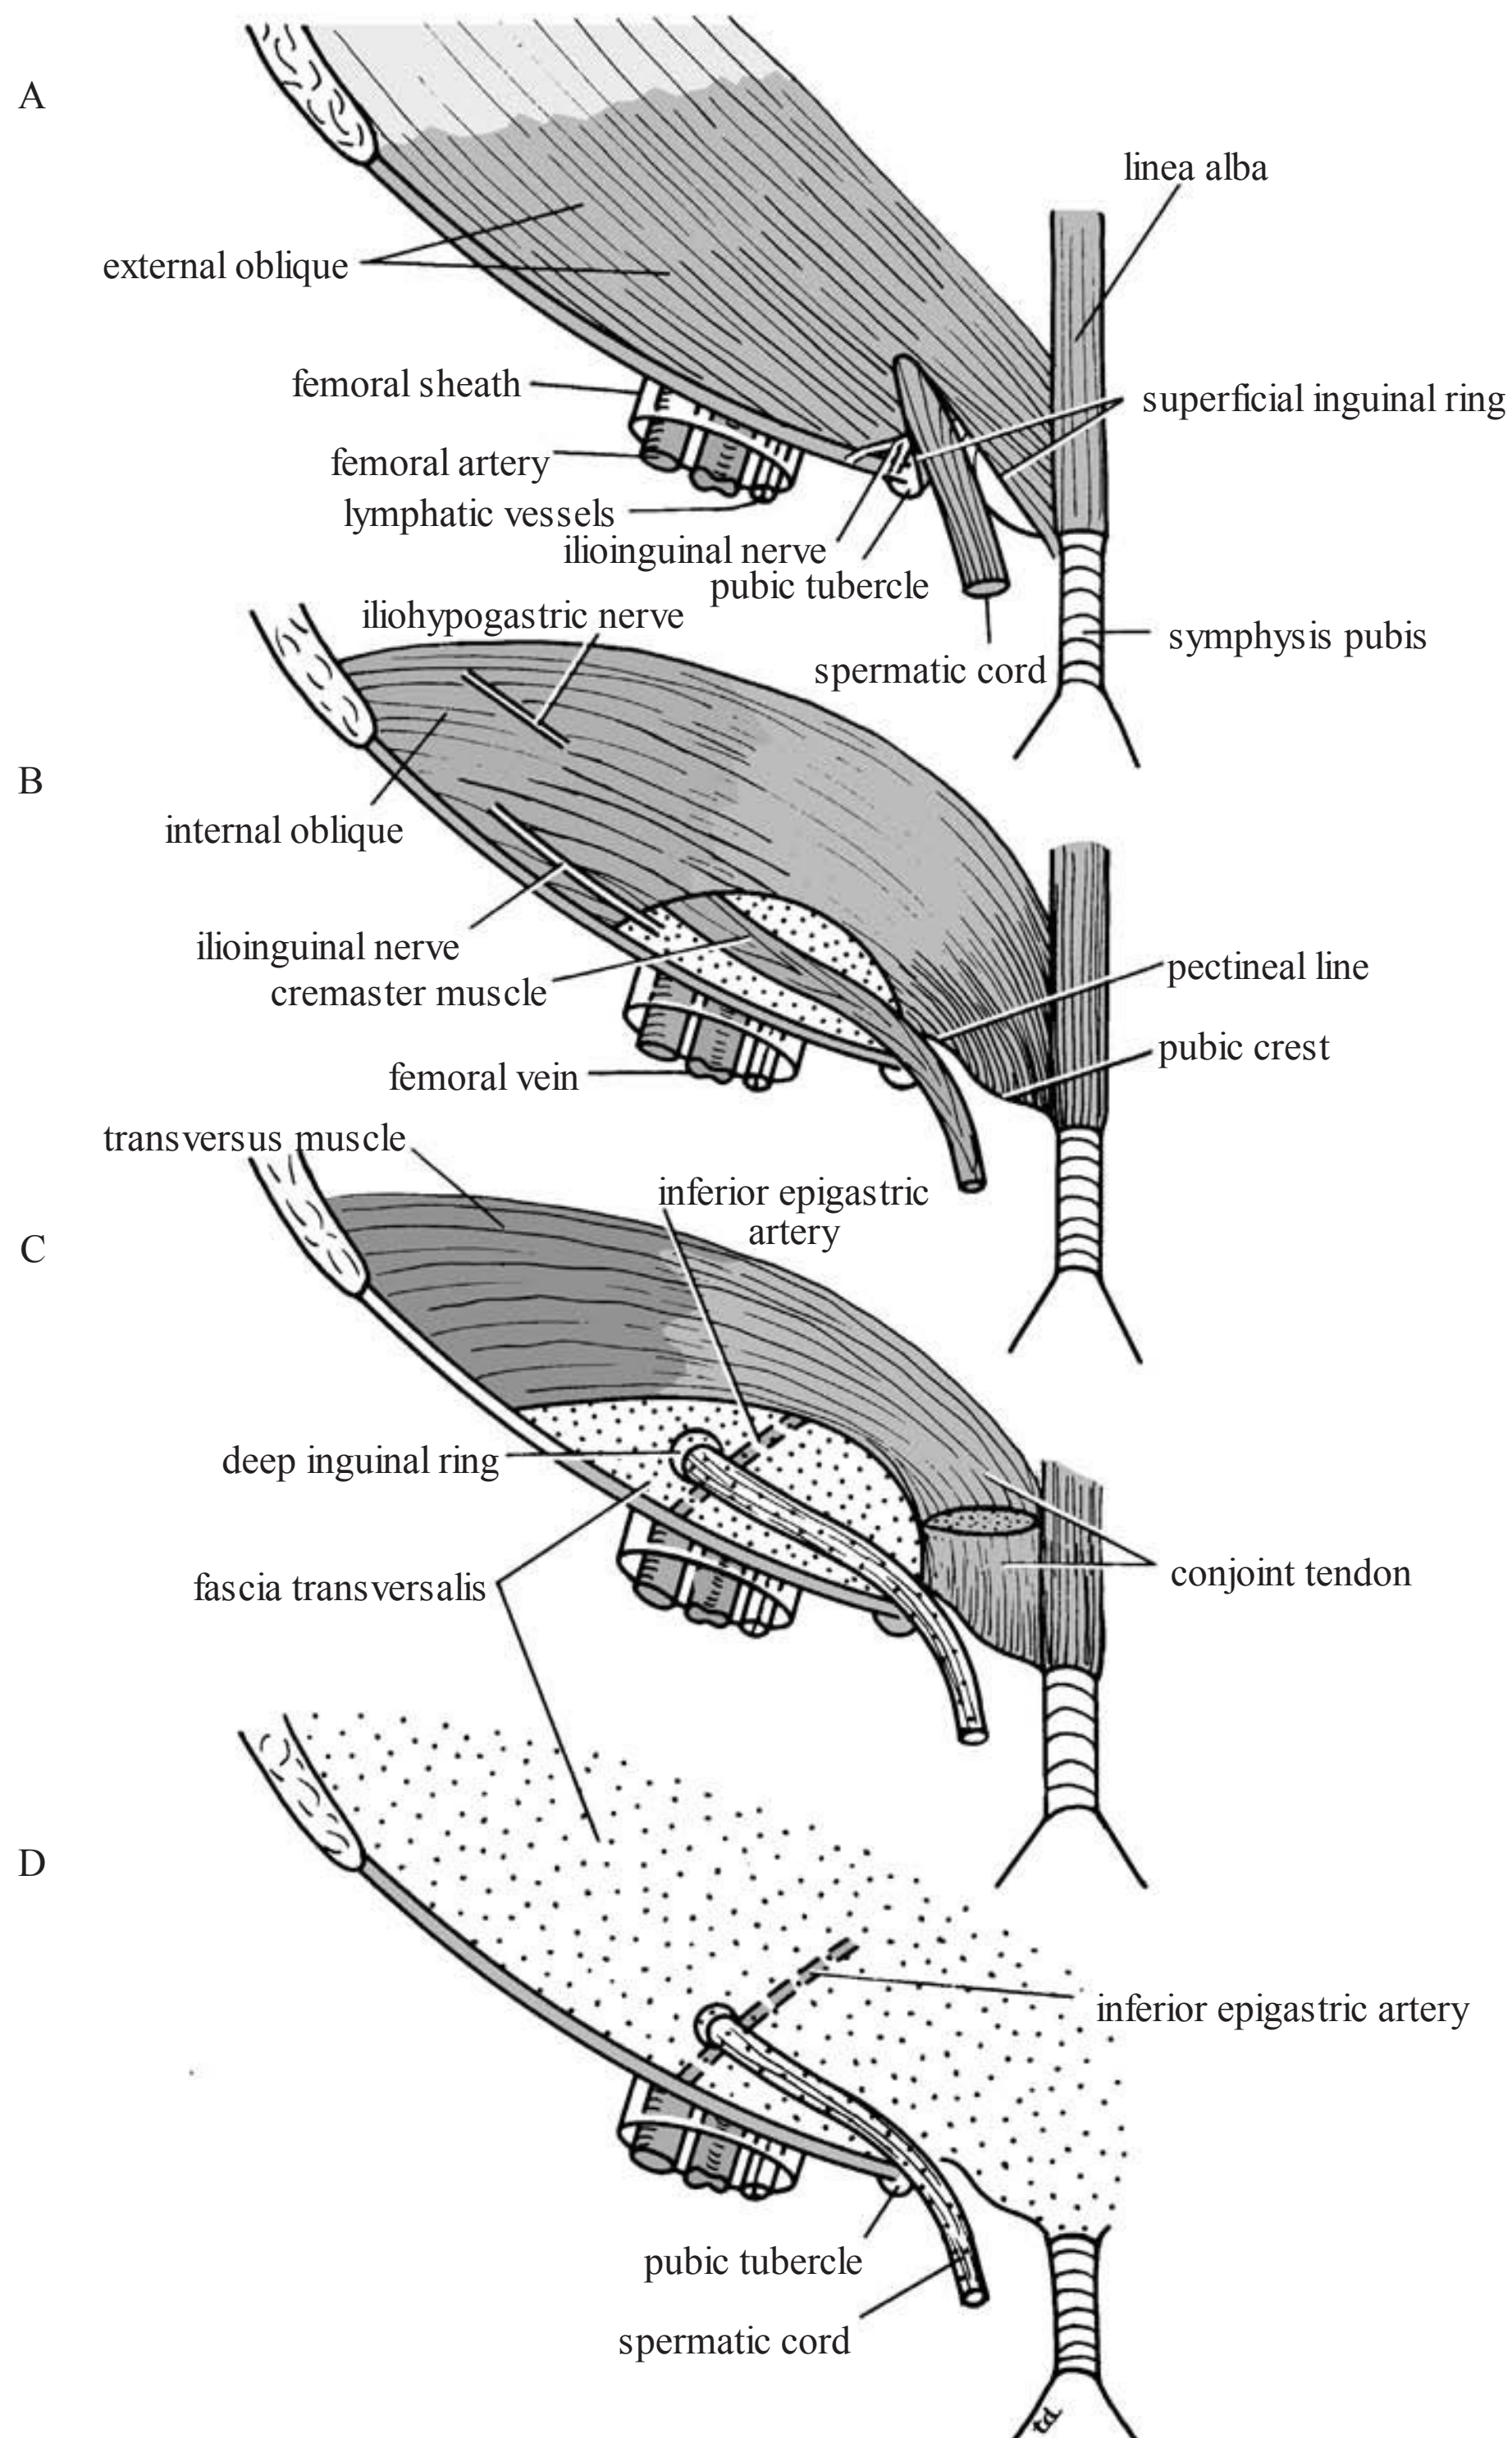 A
linea alba
external oblique
femoral sheath
superficial inguinal ring
femoral artery
lymphatic vessels
ilioinguinal nerve
pubic tubercle
iliohypogastric nerve
symphysis pubis
spermatic cord
B
internal oblique
ilioinguinal nerve
cremaster muscle
pectineal line
pubic crest
femoral vein
transversus muscle
inferior epigastric
artery
C
deep inguinal ring
conjoint tendon
fascia transversalis
D
inferior epigastric artery
pubic tubercle
spermatic cord
td